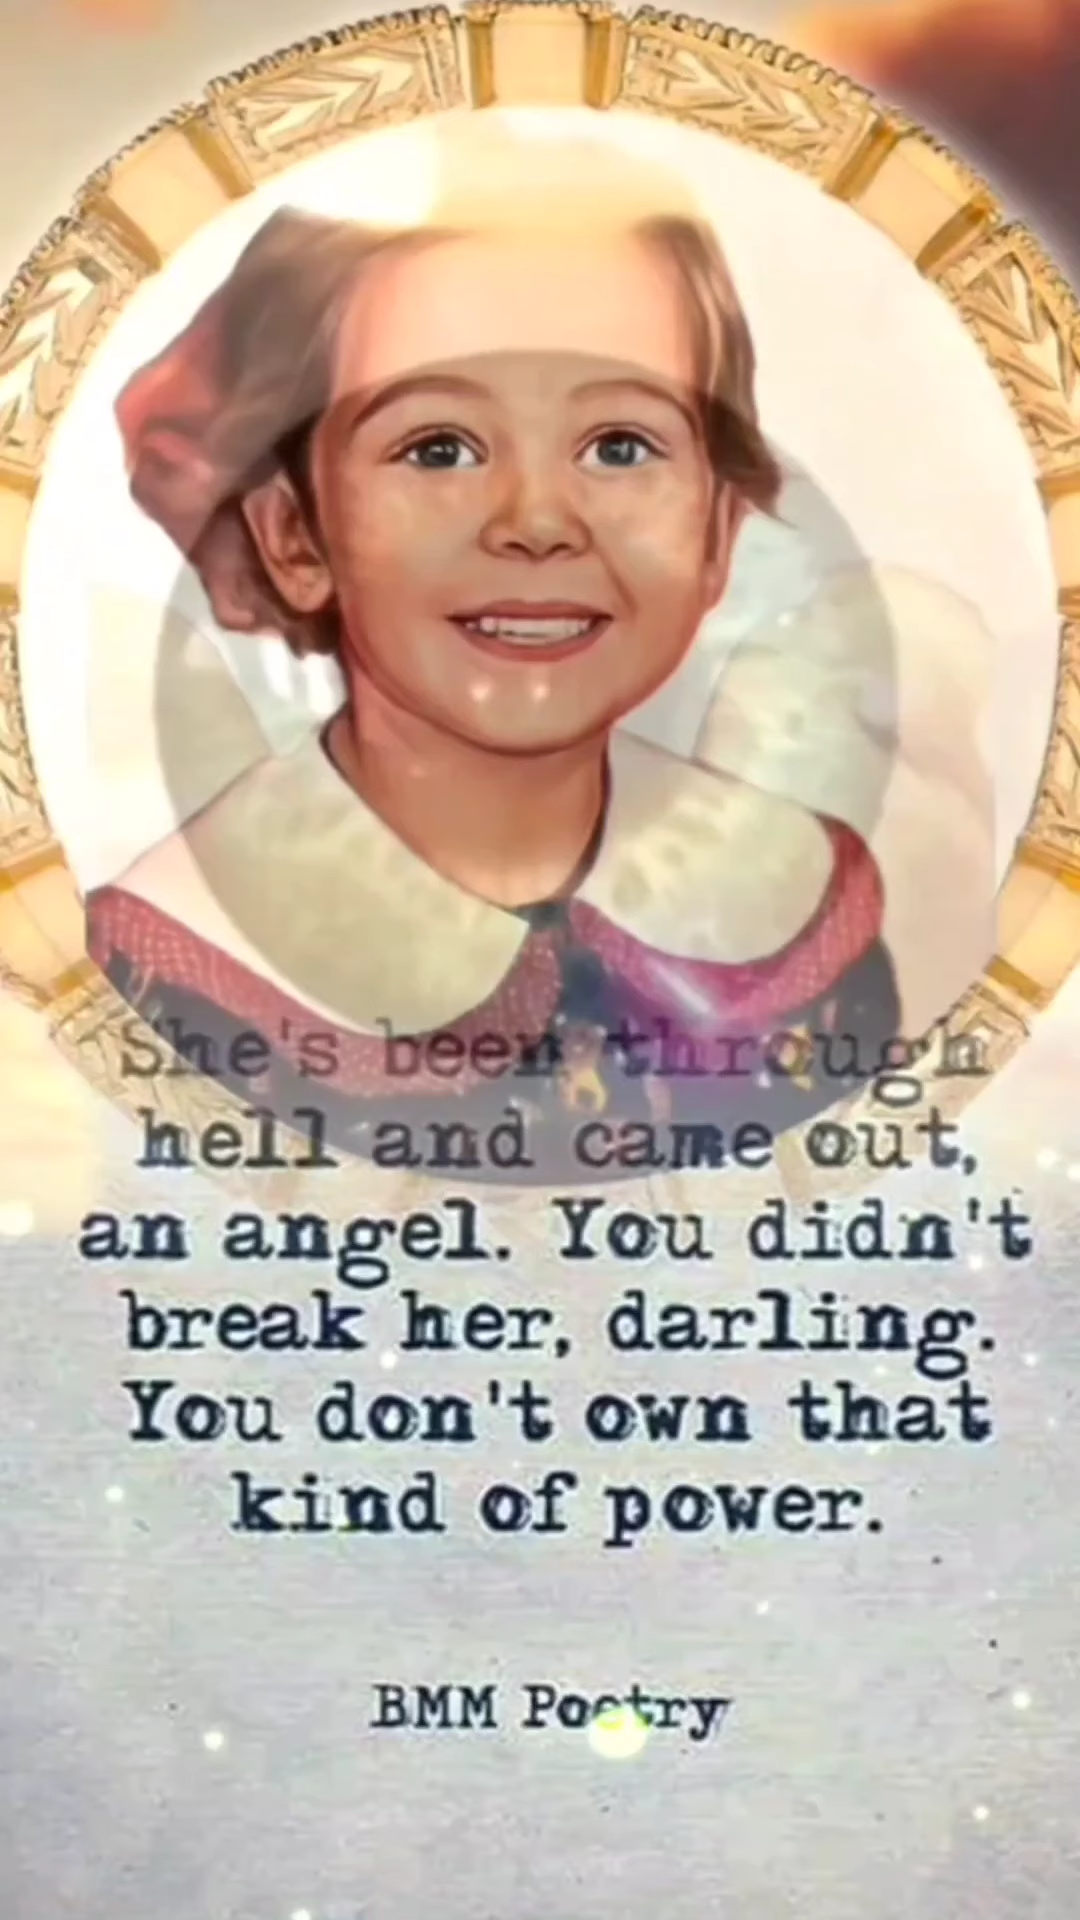 She's been through
hell and came out,
an angel. You didn't
break her, darling.
You don't own that
kind of power.
BMM Poetry